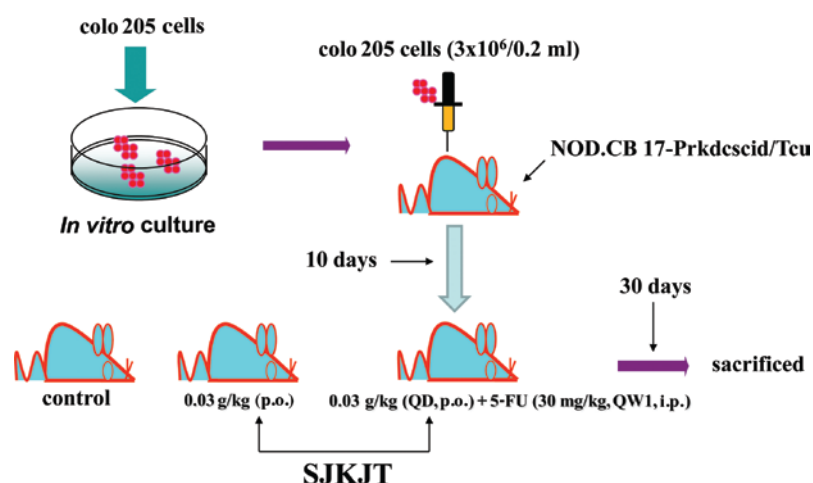 colo 205 cells
colo 205 cells (3x10⁶/0.2 ml)
NOD.CB 17-Prkdcscid/Tcu
In vitro culture
10 days
30 days
sacrificed
control
0.03 g/kg (p.o.)
0.03 g/kg (QD, p.o.) + 5-FU (30 mg/kg, QW1, i.p.)
SJKJT